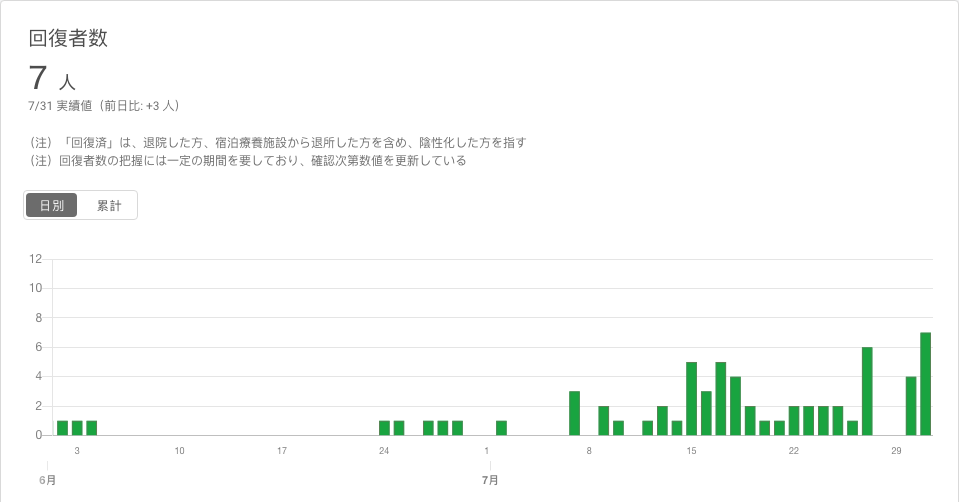 回復者数
7 人
7/31 実績値（前日比: +3 人）
（注）「回復済」は、退院した方、宿泊療養施設から退所した方を含め、陰性化した方を指す
（注）回復者数の把握には一定の期間を要しており、確認次第数値を更新している
日別 累計
12
10
8
6
4
2
0
3 10 17 24 1 8 15 22 29
6月 7月